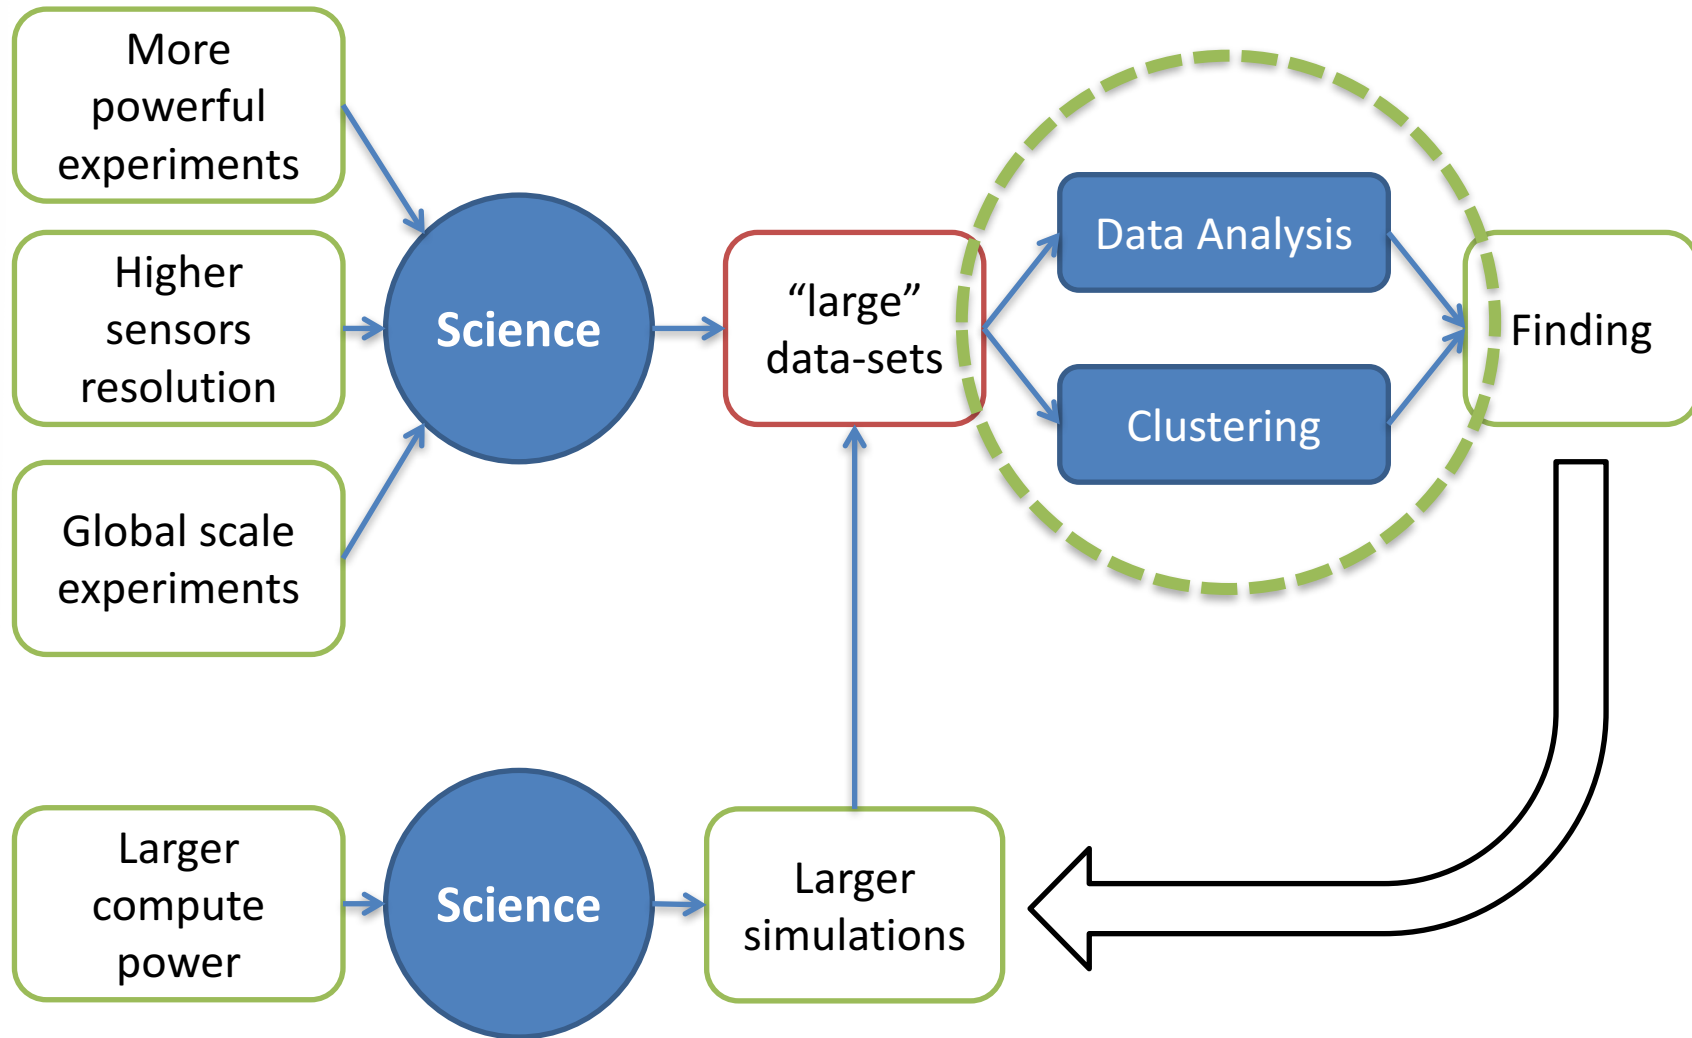 More
powerful
experiments
Higher
sensors
resolution
Global scale
experiments
Science
“large”
data-sets
Data Analysis
Clustering
Finding
Larger
compute
power
Science
Larger
simulations